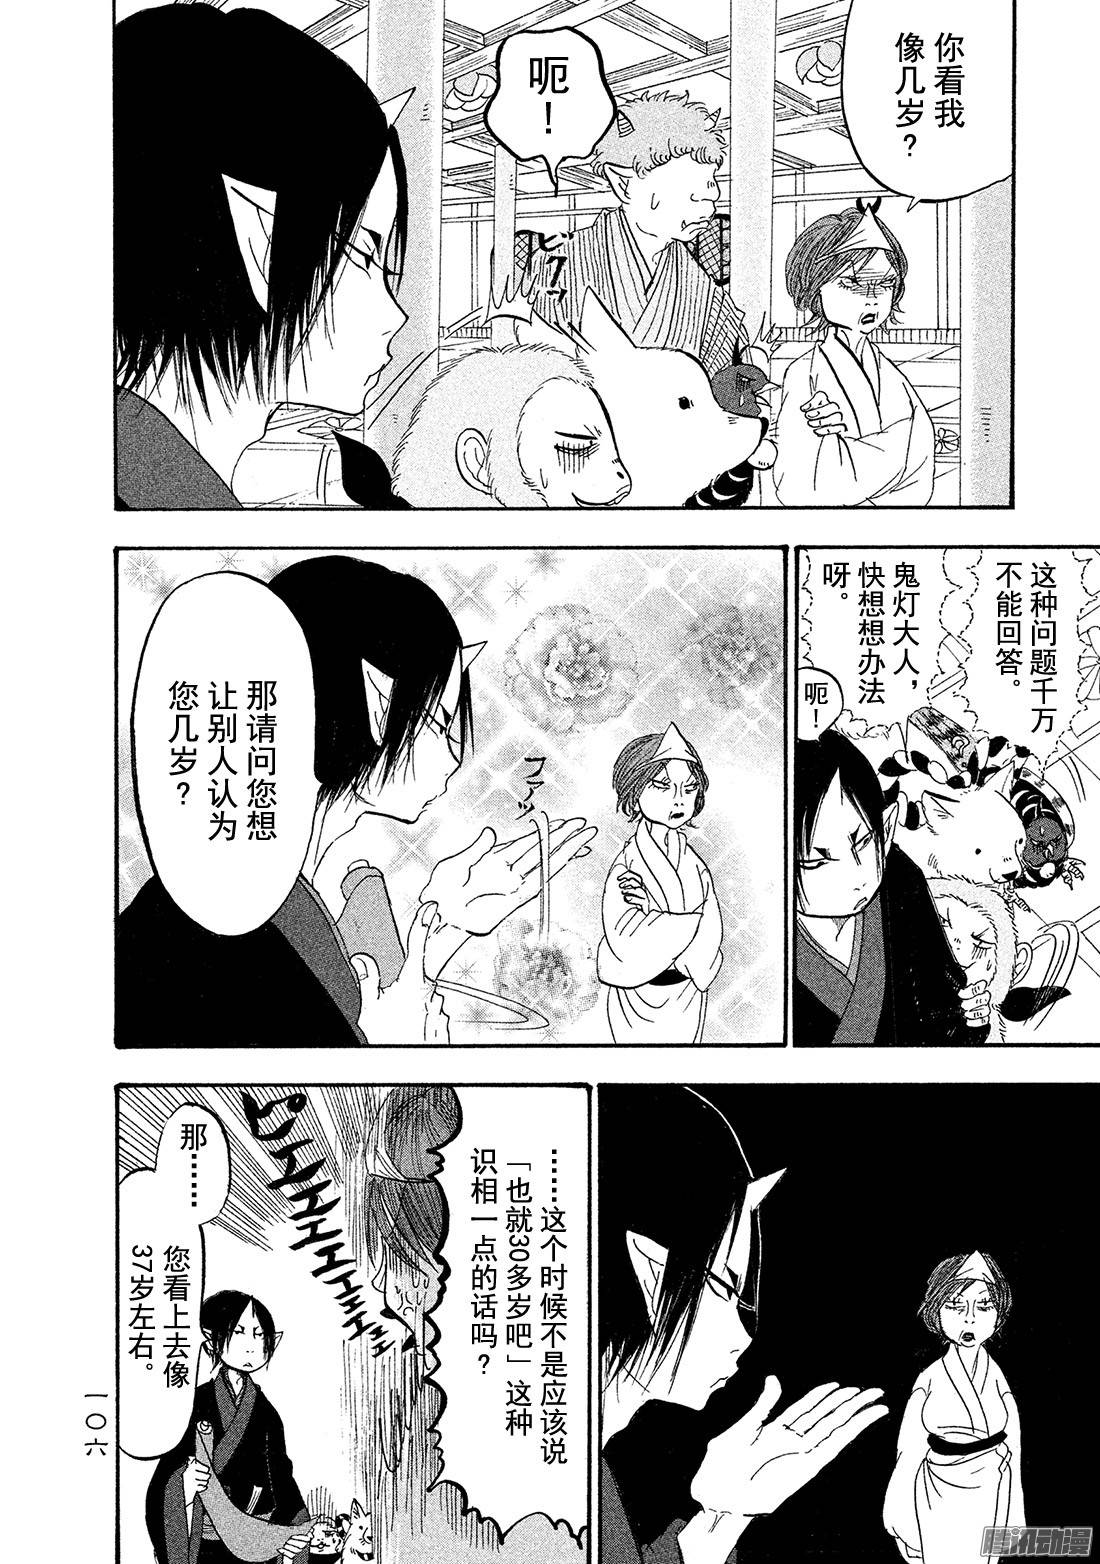 你看我
像几岁？
呃！
ビクッ
这种问题千万
不能回答。
鬼灯大人，
快想想办法
呀。
呃！
那请问您想
让别人认为
您几岁？
ファッ
……这个时候不是应该说
「也就30多岁吧」这种
识相一点的话吗？
ピエエエエエエエ
那……
您看上去像
37岁左右。
一〇六
腾讯动漫